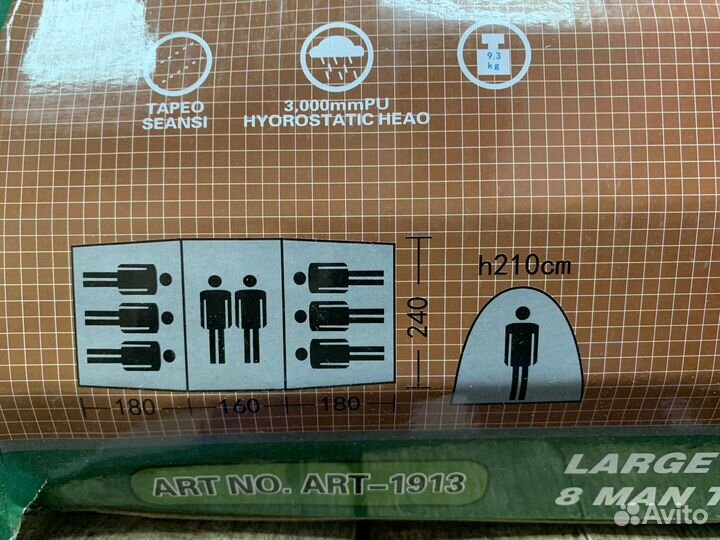 9.3
kg
TAPEO
SEANSI
3,000mmPU
HYOROSTATIC HEAO
h210cm
240
180 160 180
ART NO. ART-1913
LARGE
8 MAN T
Avito